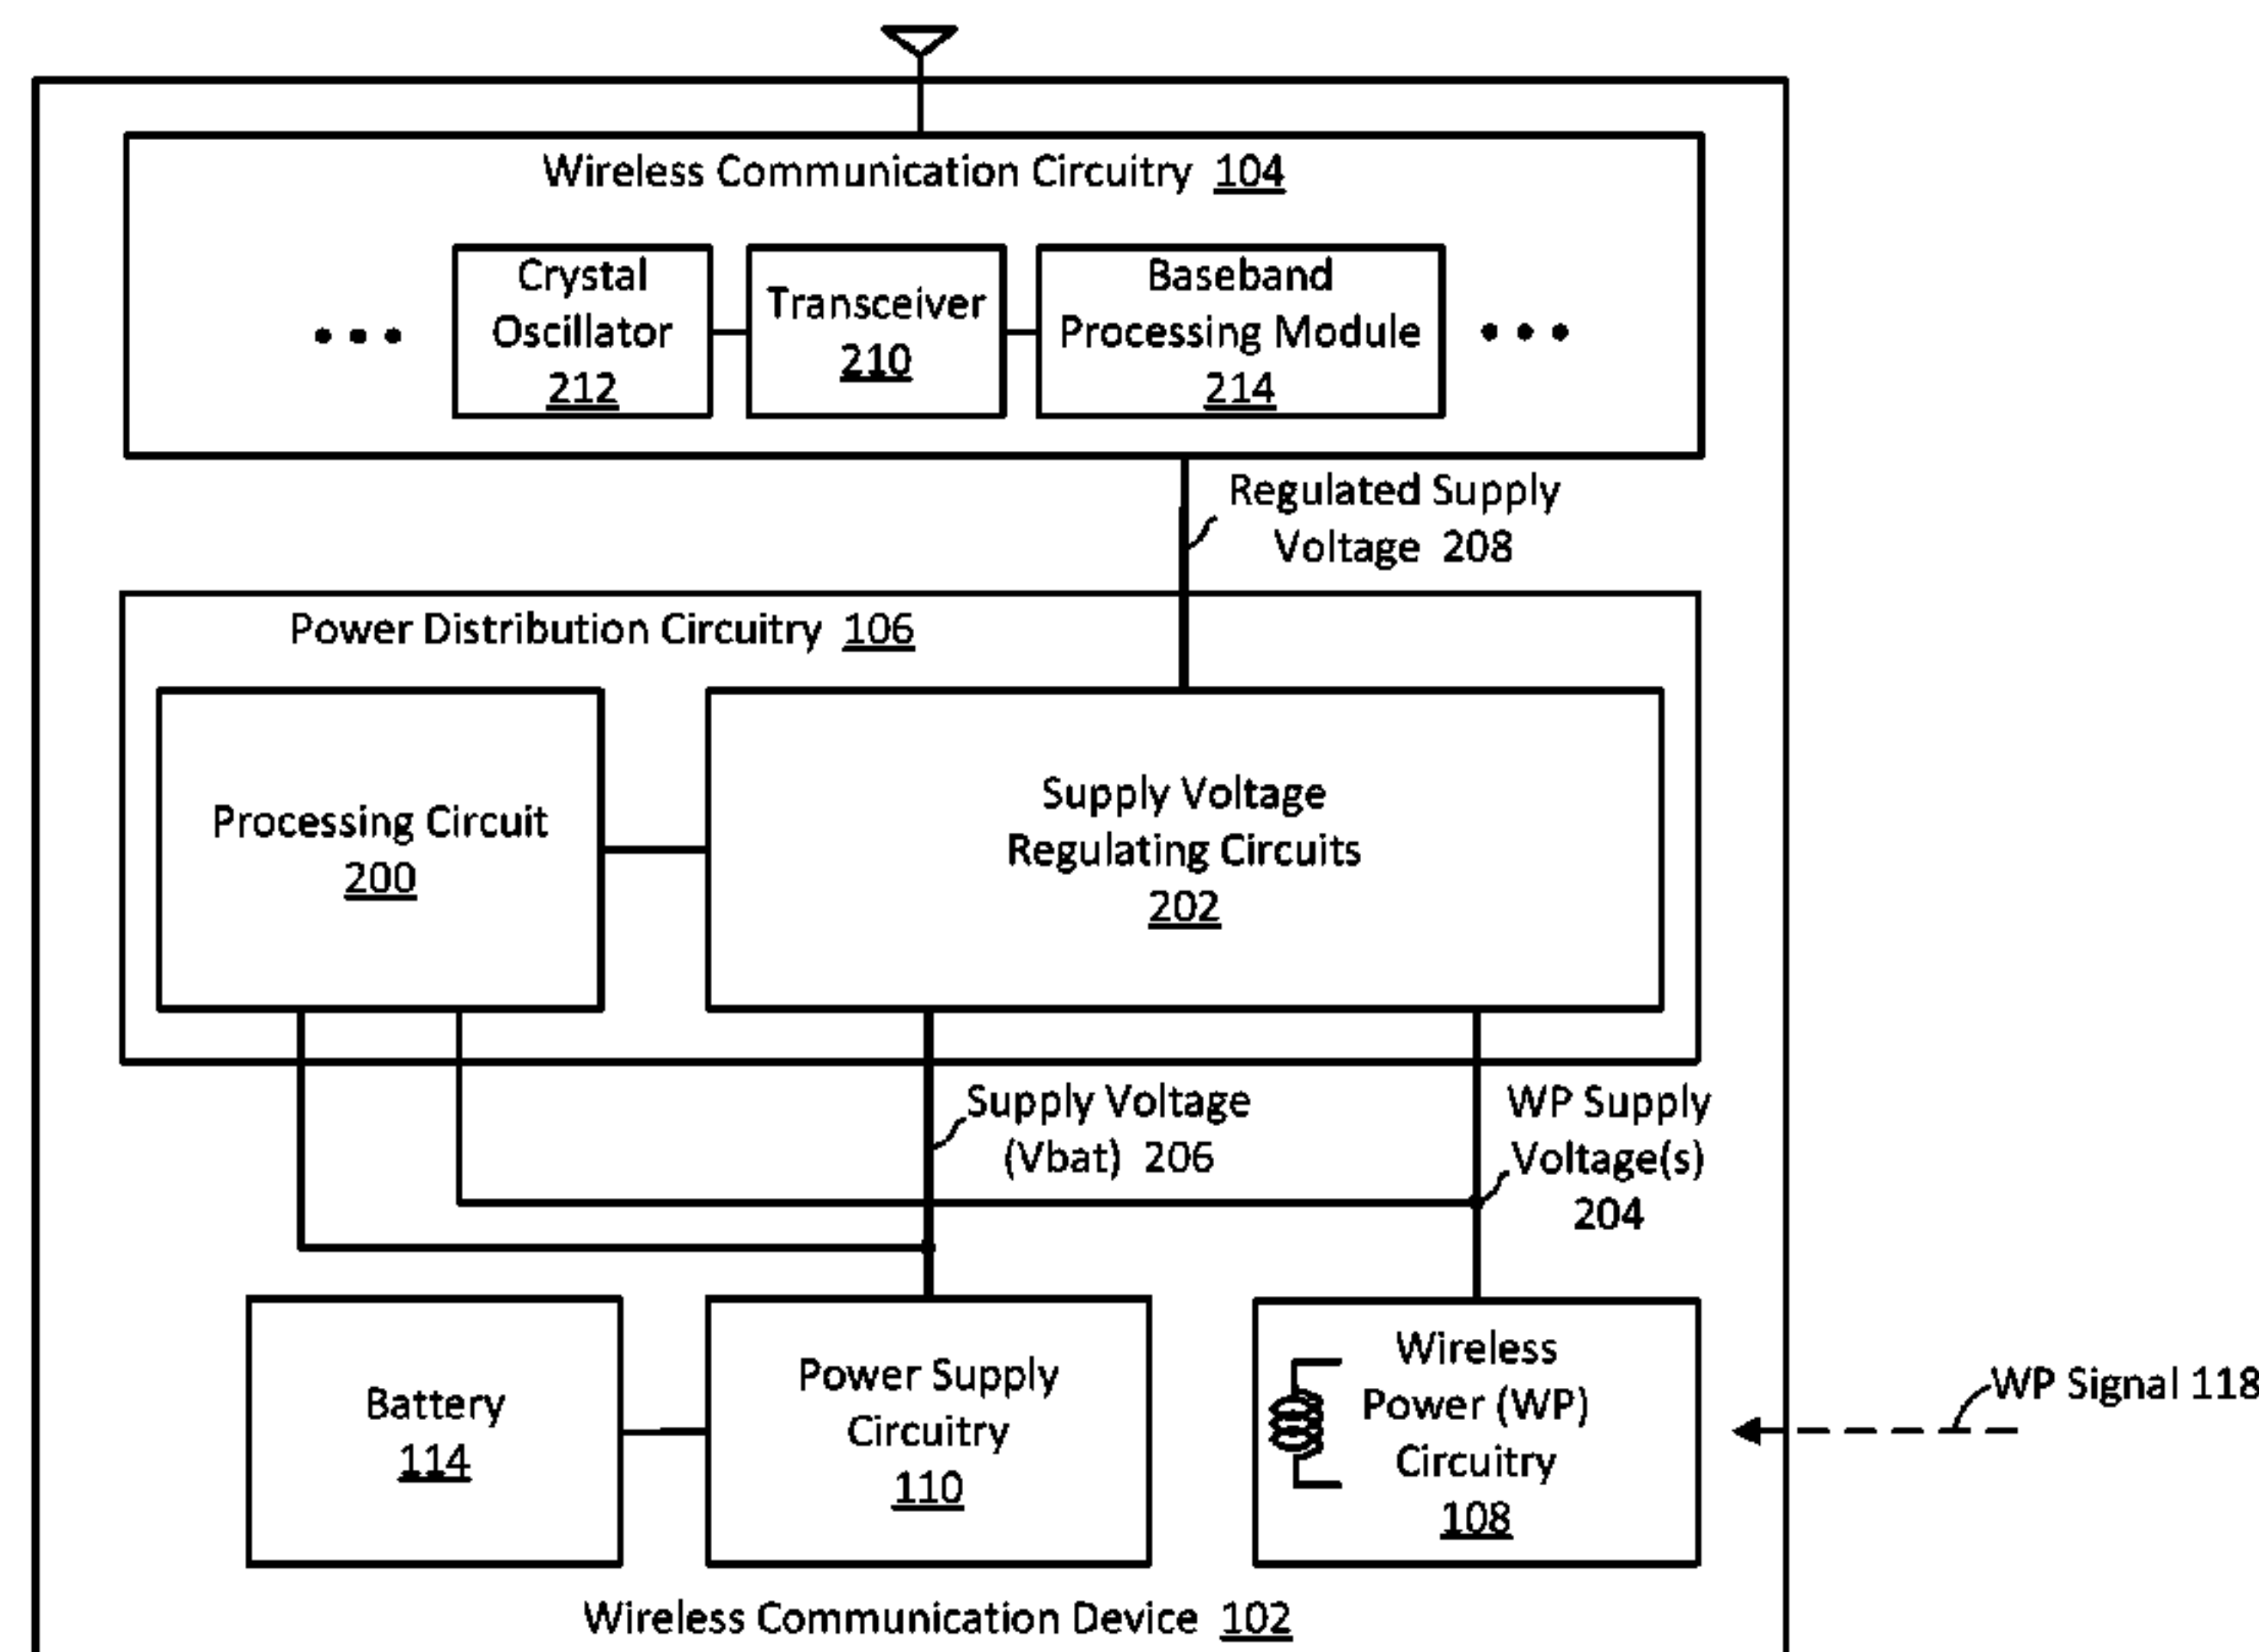 Wireless Communication Circuitry 104
Crystal
Oscillator
212
Transceiver
210
Baseband
Processing Module
214
Regulated Supply
Voltage 208
Power Distribution Circuitry 106
Processing Circuit
200
Supply Voltage
Regulating Circuits
202
Supply Voltage
(Vbat) 206
WP Supply
Voltage(s)
204
Battery
114
Power Supply
Circuitry
110
Wireless
Power (WP)
Circuitry
108
WP Signal 118
Wireless Communication Device 102